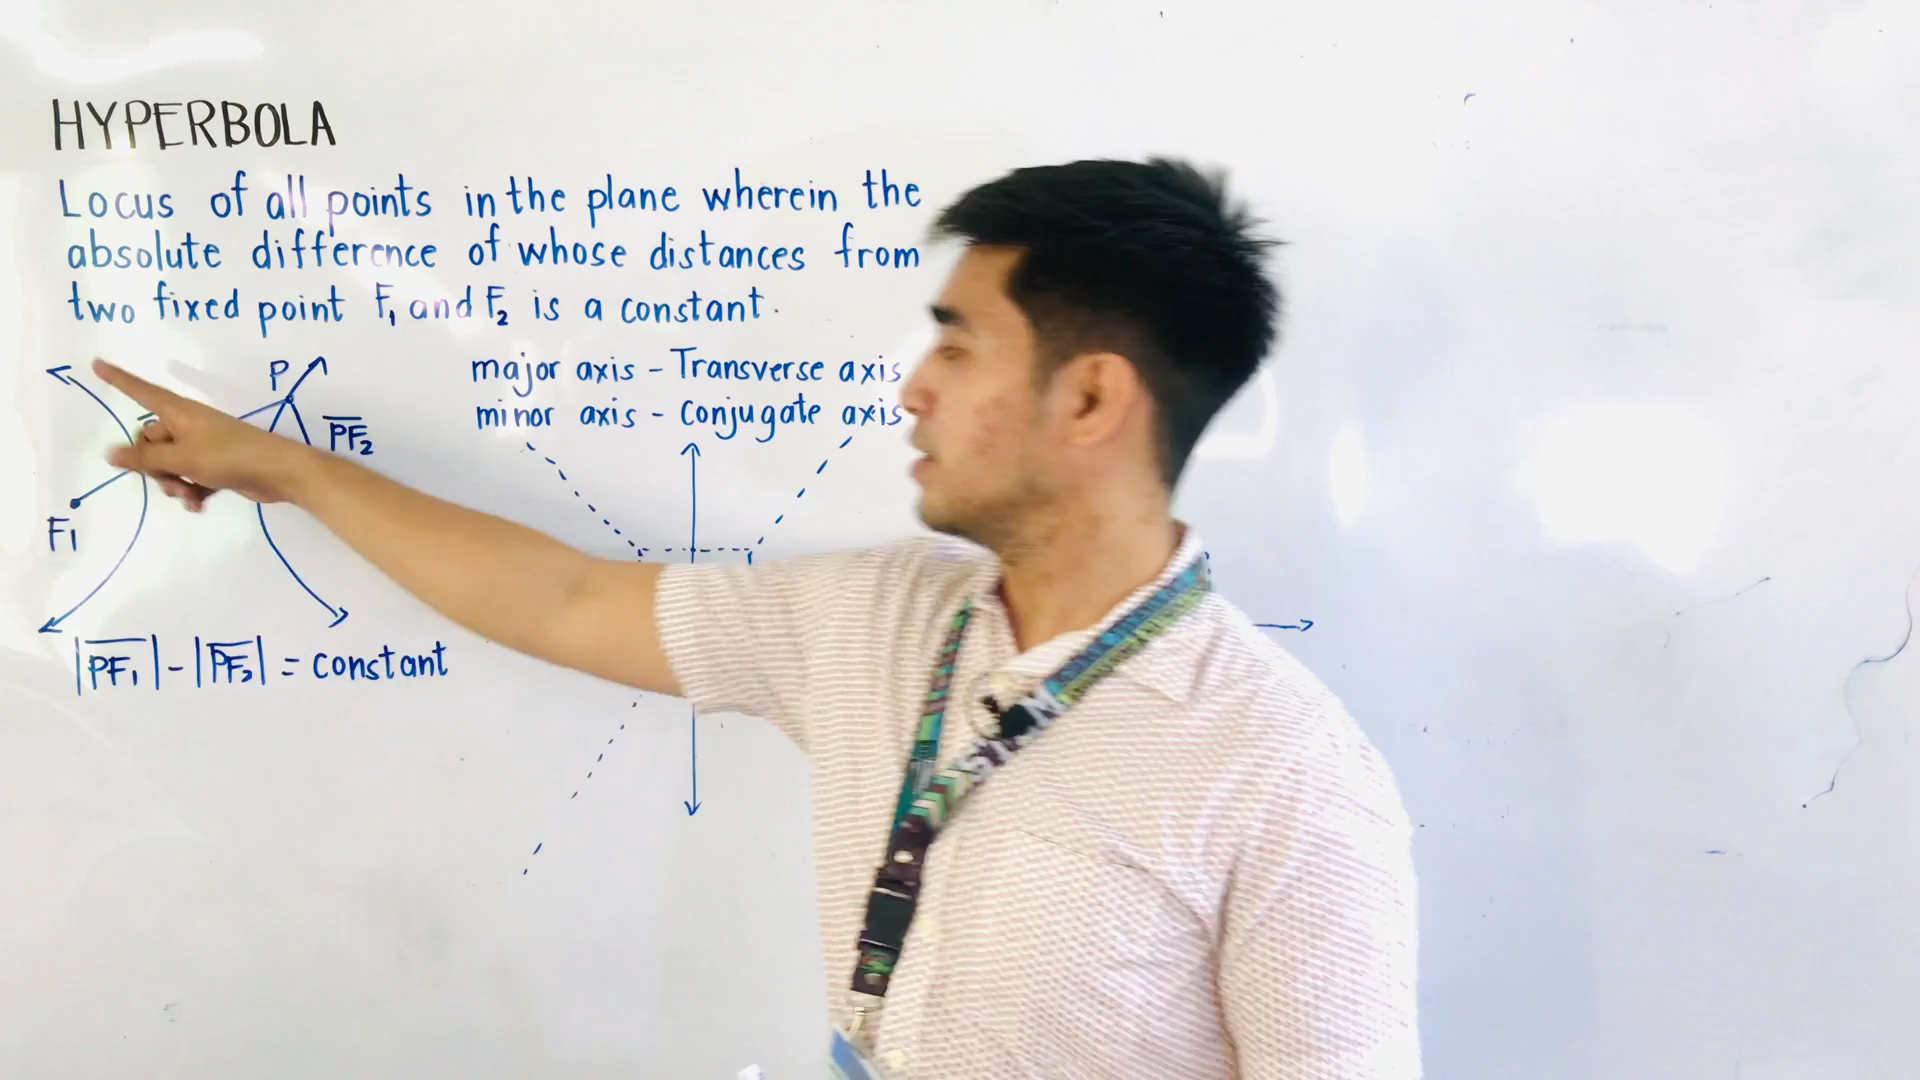 HYPERBOLA
Locus of all points in the plane wherein the
absolute difference of whose distances from
two fixed point F₁ and F₂ is a constant.
major axis - Transverse axis
minor axis - Conjugate axis
P
PF₂
F₁
|PF₁| - |PF₂| = constant